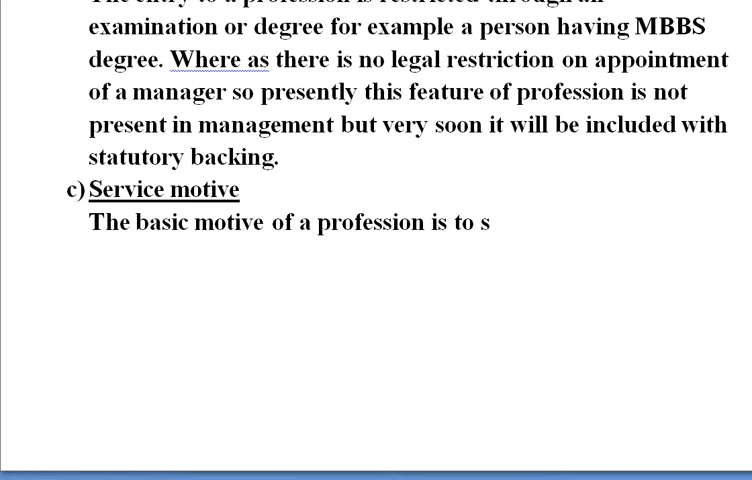 examination or degree for example a person having MBBS
degree. Where as there is no legal restriction on appointment
of a manager so presently this feature of profession is not
present in management but very soon it will be included with
statutory backing.
c) Service motive
The basic motive of a profession is to s